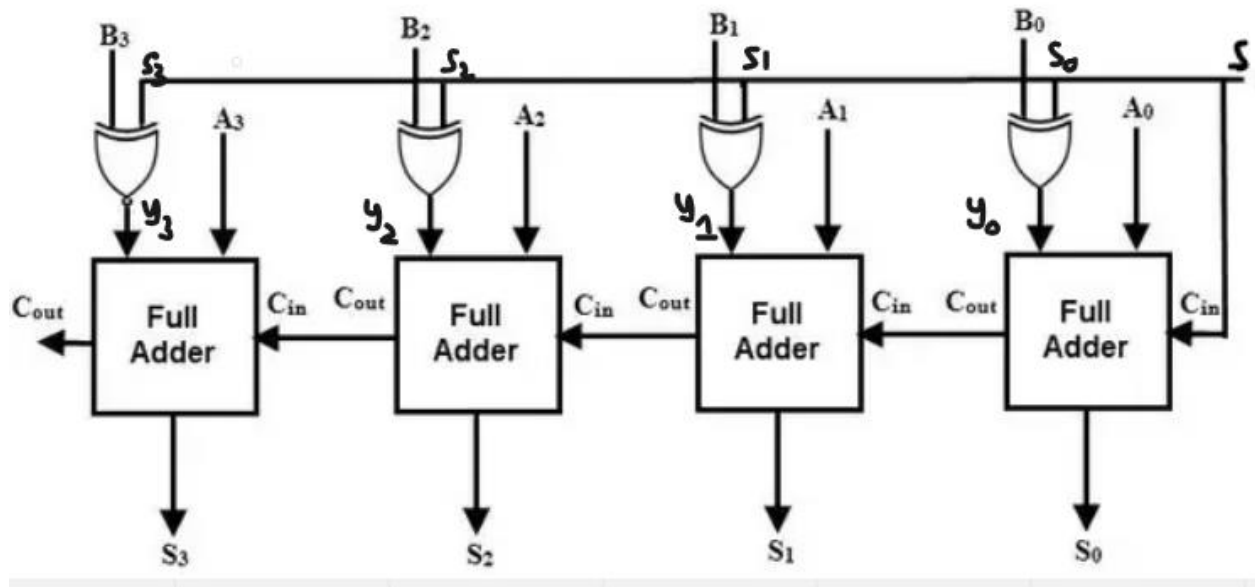 B3 B2 B1 B0
S3 S2 S1 S0 S
A3 A2 A1 A0
y3 y2 y1 y0
Cout Full Adder Cin Cout Full Adder Cin Cout Full Adder Cin Cout Full Adder Cin
S3 S2 S1 S0